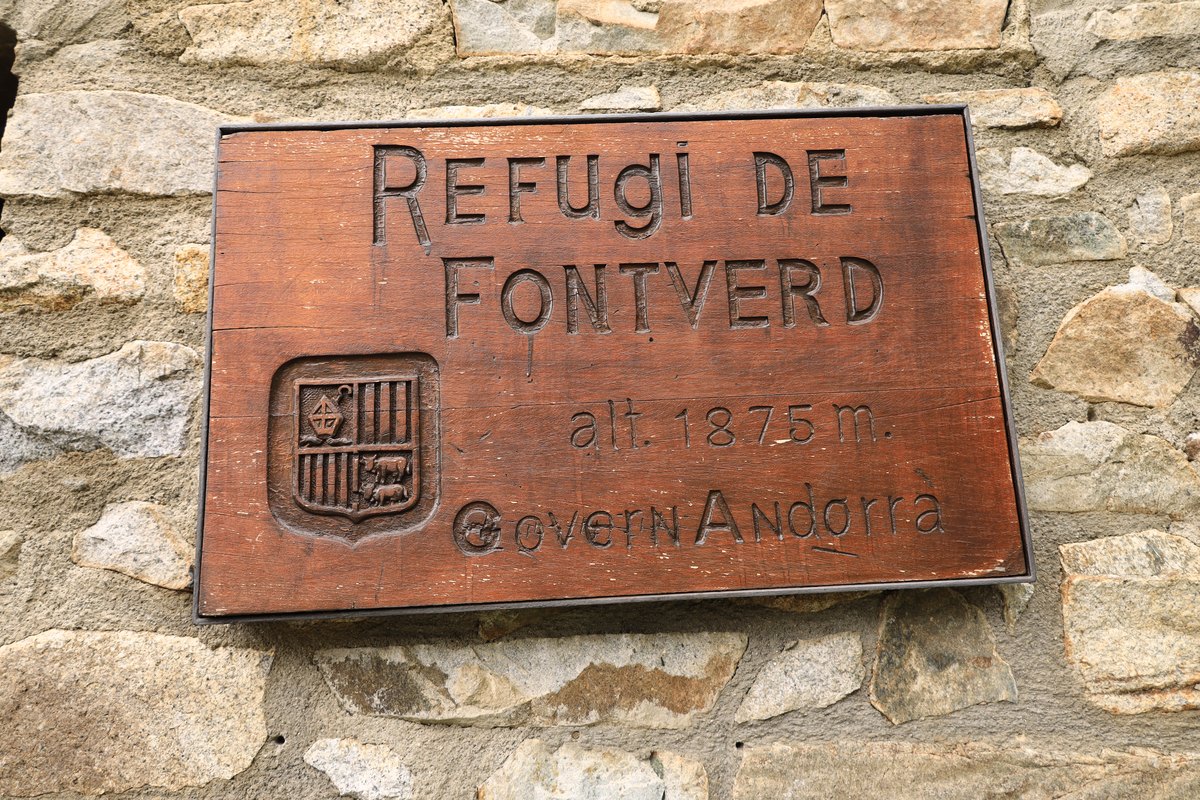 REFUgi DE
FONTVERD
alt. 1875 m.
Govern Andorrà